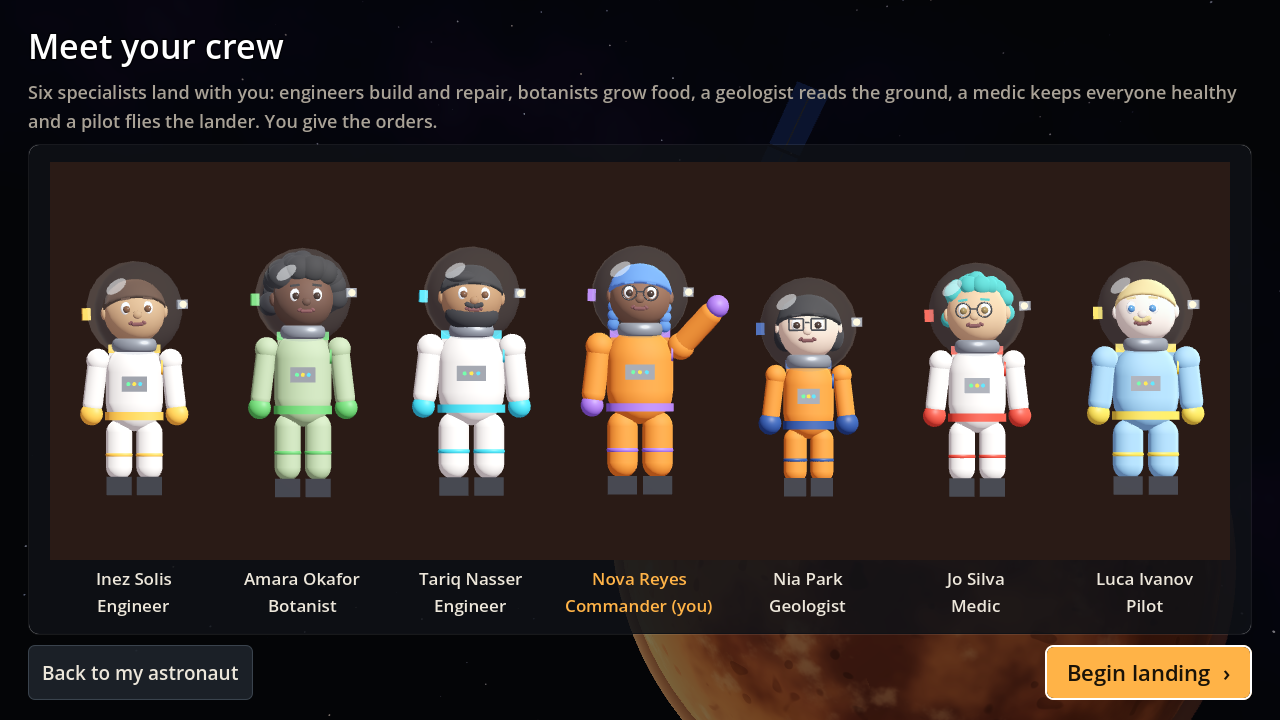 Meet your crew
Six specialists land with you: engineers build and repair, botanists grow food, a geologist reads the ground, a medic keeps everyone healthy
and a pilot flies the lander. You give the orders.
Inez Solis
Engineer
Amara Okafor
Botanist
Tariq Nasser
Engineer
Nova Reyes
Commander (you)
Nia Park
Geologist
Jo Silva
Medic
Luca Ivanov
Pilot
Back to my astronaut
Begin landing ›